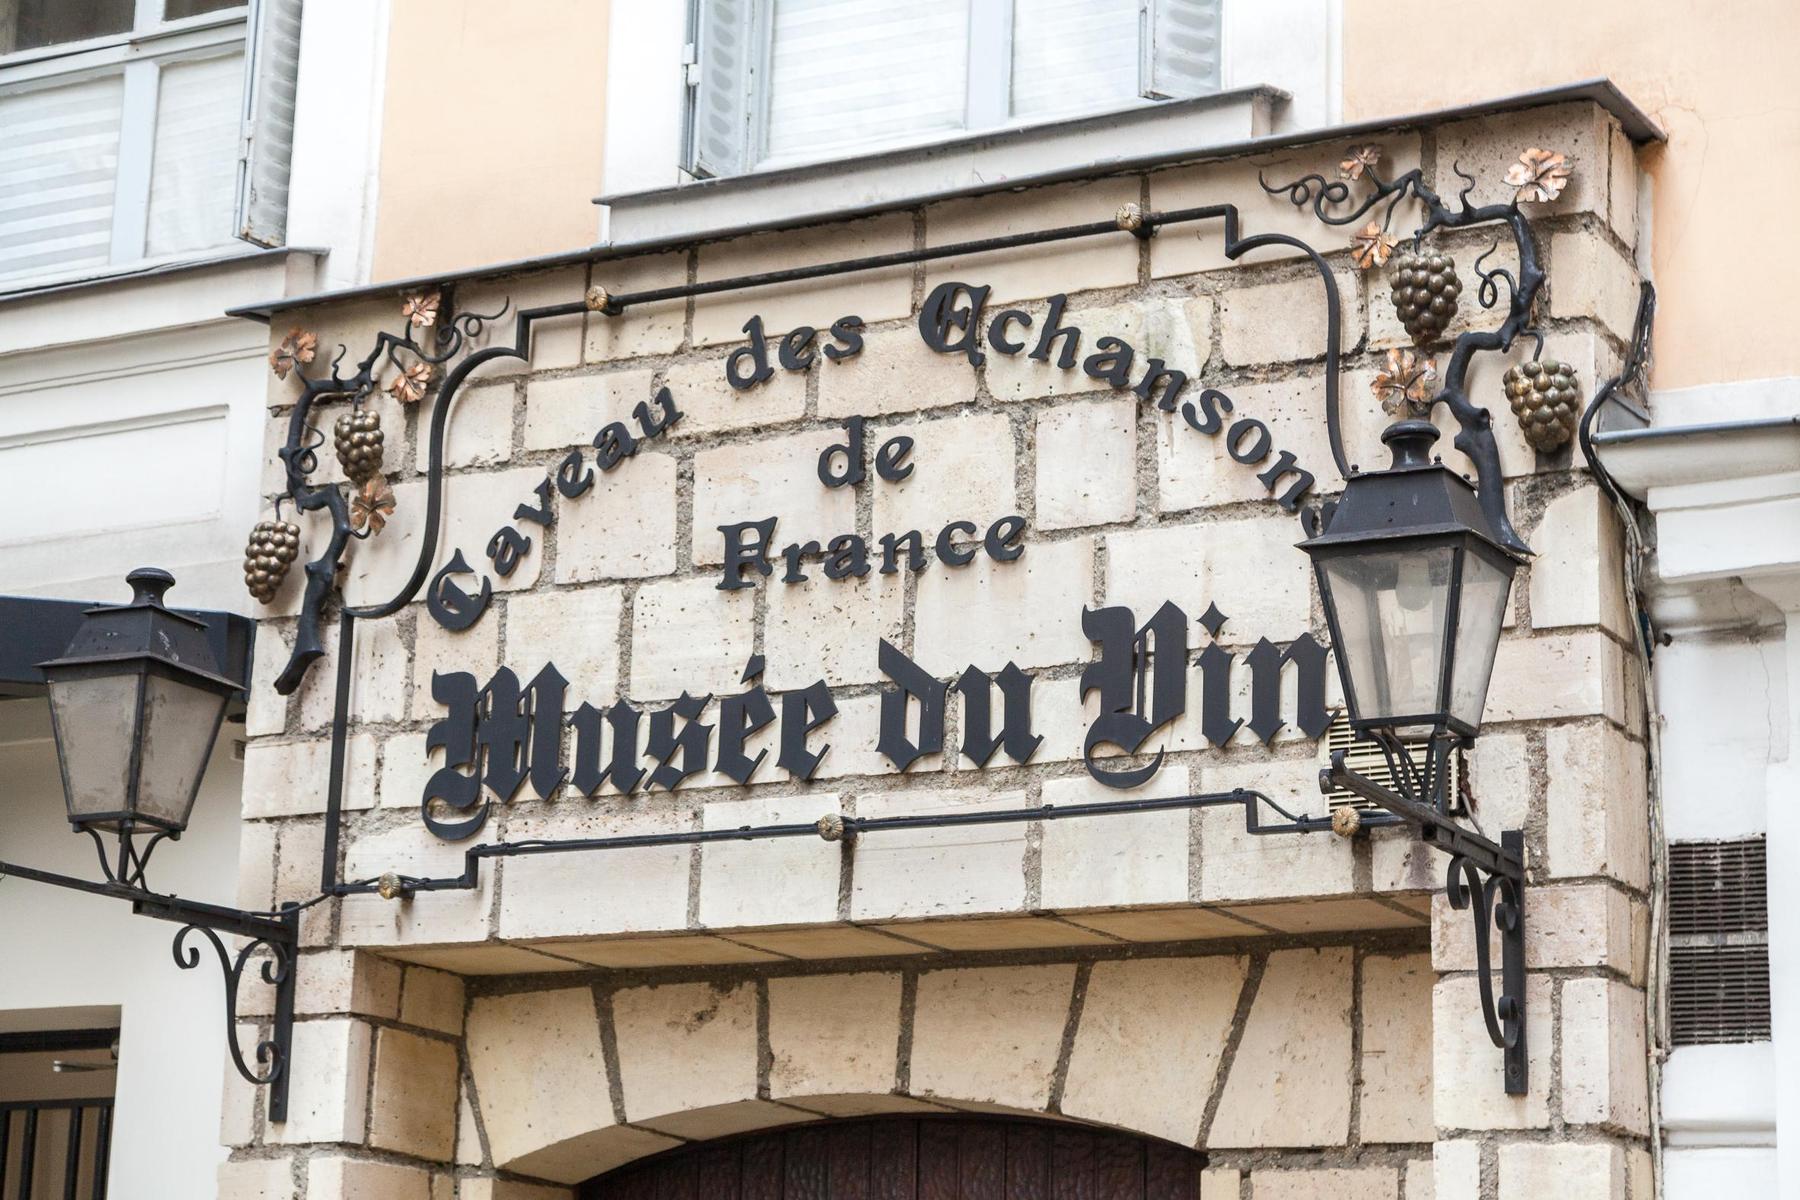 Caveau des Echansons
de
France
Musée du Vin